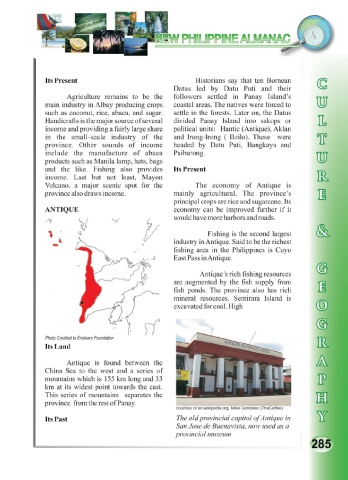 NEW PHILIPPINE ALMANAC
Its Present
Agriculture remains to be the
main industry in Albay producing crops
such as coconut, rice, abaca, and sugar.
Handicrafts is the major source of several
income and providing a fairly large share
in the small-scale industry of the
province. Other sounds of income
include the manufacture of abaca
products such as Manila lamp, hats, bags
and the like. Fishing also provides
income. Last but not least, Mayon
Volcano, a major scenic spot for the
province also draws income.
ANTIQUE
Photo Credited to Enciuxrs Foundation
Its Land
Antique is found between the
China Sea to the west and a series of
mountains which is 155 km long and 33
km at its widest point towards the east.
This series of mountains separates the
province from the rest of Panay.
Its Past
Historians say that ten Bornean
Datus led by Datu Puti and their
followers settled in Panay Island's
coastal areas. The natives were forced to
settle in the forests. Later on, the Datus
divided Panay Island into sakops or
political units: Hantic (Antique), Aklan
and Irong-Irong ( Iloilo). These were
headed by Datu Puti, Bangkaya and
Paiburong.
Its Present
The economy of Antique is
mainly agricultural. The province's
principal crops are rice and sugarcane. Its
economy can be improved further if it
would have more harbors and roads.
Fishing is the second largest
industry in Antique. Said to be the richest
fishing area in the Philippines is Cuyo
East Pass in Antique.
Antique's rich fishing resources
are augmented by the fish supply from
fish ponds. The province also has rich
mineral resources. Semirara Island is
excavated for coal. High
courtesy of en.wikipedia.org, Mike Gonzalez (TheCoffee)
The old provincial capitol of Antique in
San Jose de Buenavista, now used as a
provincial museum
CULTURE & GEOGRAPHY
285